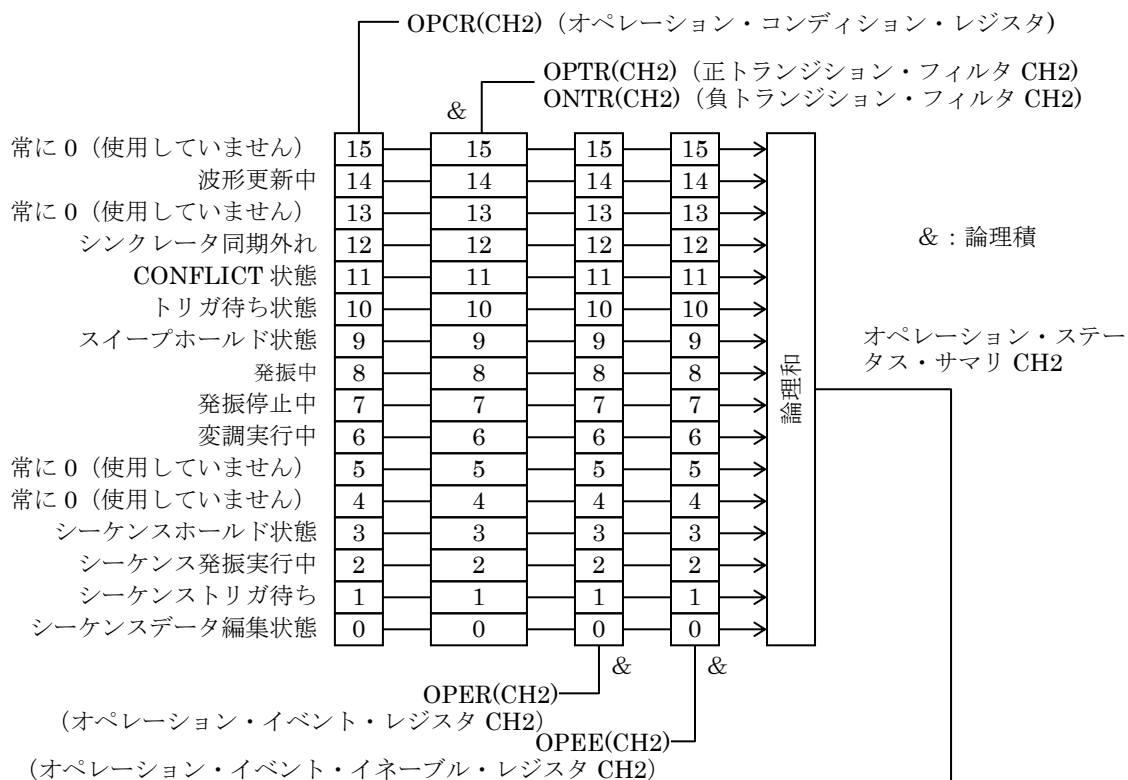 OPCR(CH2)（オペレーション・コンディション・レジスタ)
OPTR(CH2)（正トランジション・フィルタ CH2)
ONTR(CH2)（負トランジション・フィルタ CH2)
&
常に 0（使用していません） 15 15 15 15
波形更新中 14 14 14 14
常に 0（使用していません） 13 13 13 13
シンクレータ同期外れ 12 12 12 12
&：論理積
CONFLICT 状態 11 11 11 11
トリガ待ち状態 10 10 10 10
スイープホールド状態 9 9 9 9
オペレーション・ステー
タス・サマリ CH2
発振中 8 8 8 8
論理和
発振停止中 7 7 7 7
変調実行中 6 6 6 6
常に 0（使用していません） 5 5 5 5
常に 0（使用していません） 4 4 4 4
シーケンスホールド状態 3 3 3 3
シーケンス発振実行中 2 2 2 2
シーケンストリガ待ち 1 1 1 1
シーケンスデータ編集状態 0 0 0 0
& &
OPER(CH2)
（オペレーション・イベント・レジスタ CH2）
OPEE(CH2)
（オペレーション・イベント・イネーブル・レジスタ CH2）